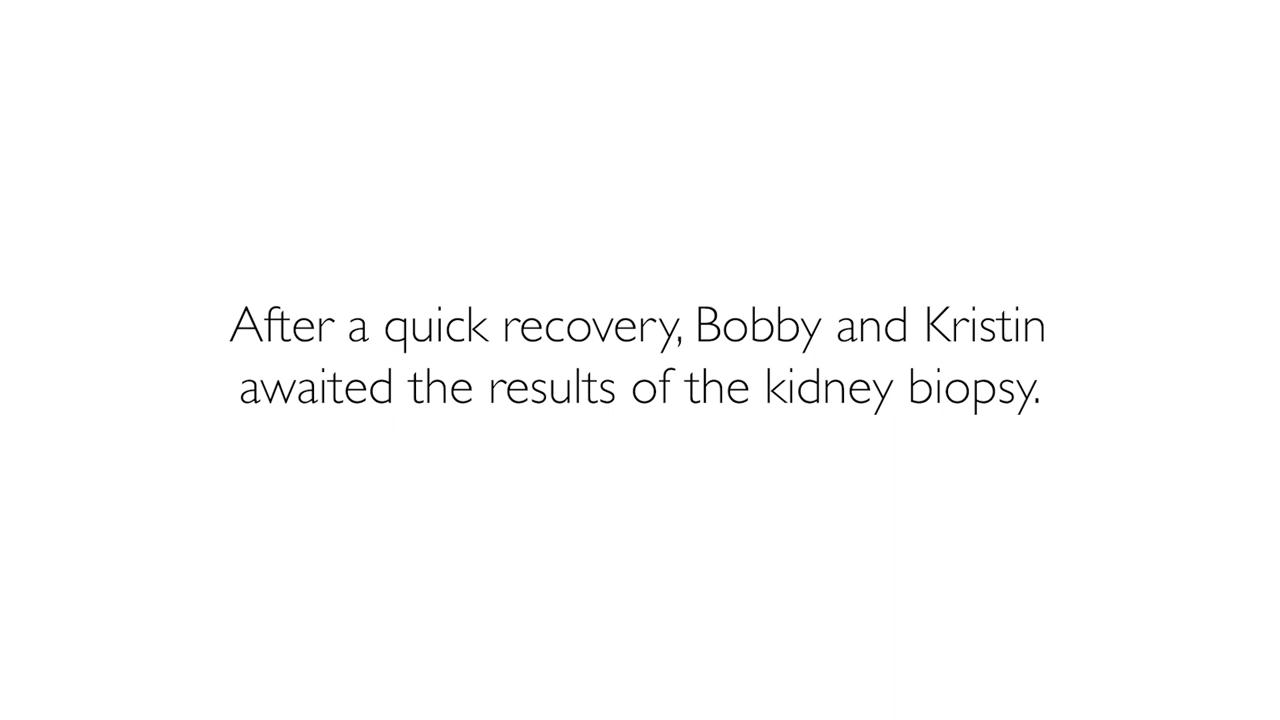 After a quick recovery, Bobby and Kristin
awaited the results of the kidney biopsy.